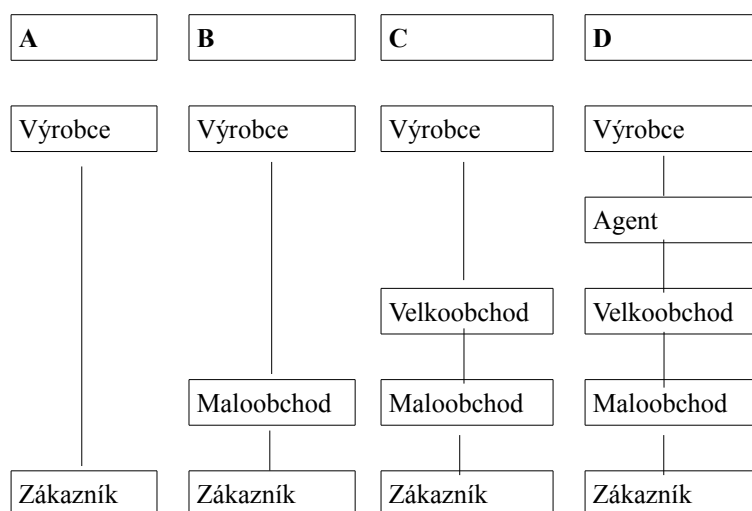 A B C D
Výrobce Výrobce Výrobce Výrobce
Agent
Velkoobchod Velkoobchod
Maloobchod Maloobchod Maloobchod
Zákazník Zákazník Zákazník Zákazník